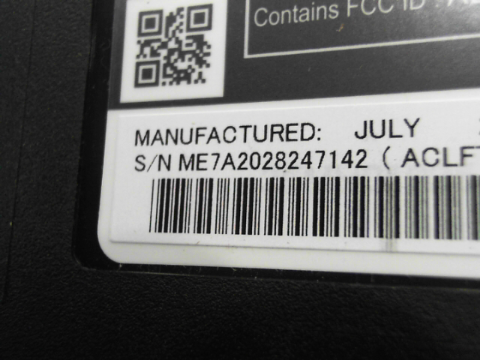 Contains FCC ID :
MANUFACTURED: JULY
S/N ME7A2028247142 ( ACLF